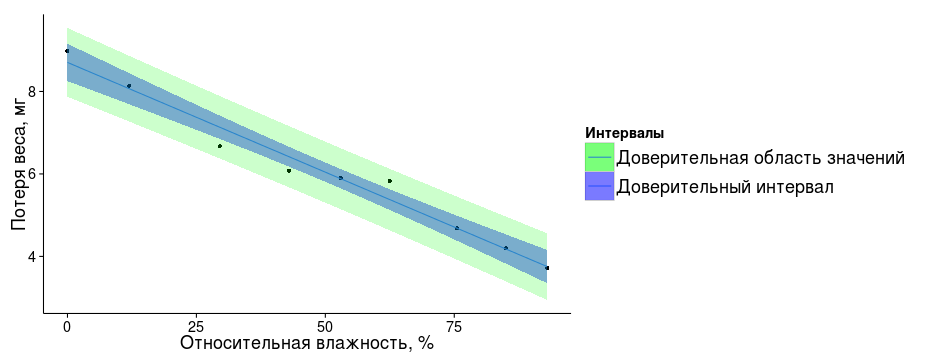 Потеря веса, мг
8
6
4
0
25
50
75
Относительная влажность, %
Интервалы
Доверительная область значений
Доверительный интервал